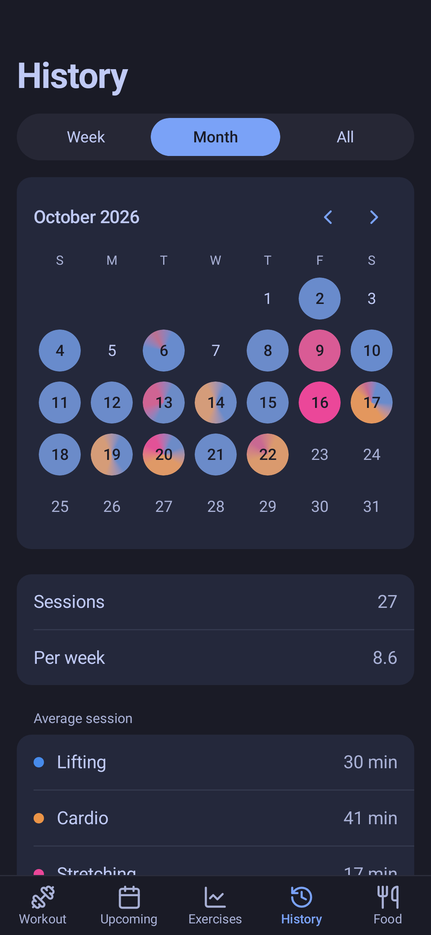 History
Week Month All
October 2026
S M T W T F S
1 2 3
4 5 6 7 8 9 10
11 12 13 14 15 16 17
18 19 20 21 22 23 24
25 26 27 28 29 30 31
Sessions 27
Per week 8.6
Average session
Lifting 30 min
Cardio 41 min
Stretching 17 min
Workout Upcoming Exercises History Food